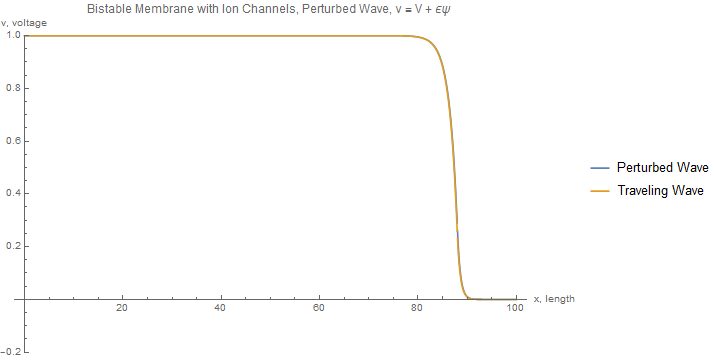 Bistable Membrane with Ion Channels, Perturbed Wave, v = V + ϵψ
v, voltage
1.0
0.8
0.6
0.4
0.2
-0.2
20 40 60 80 100
x, length
Perturbed Wave
Traveling Wave